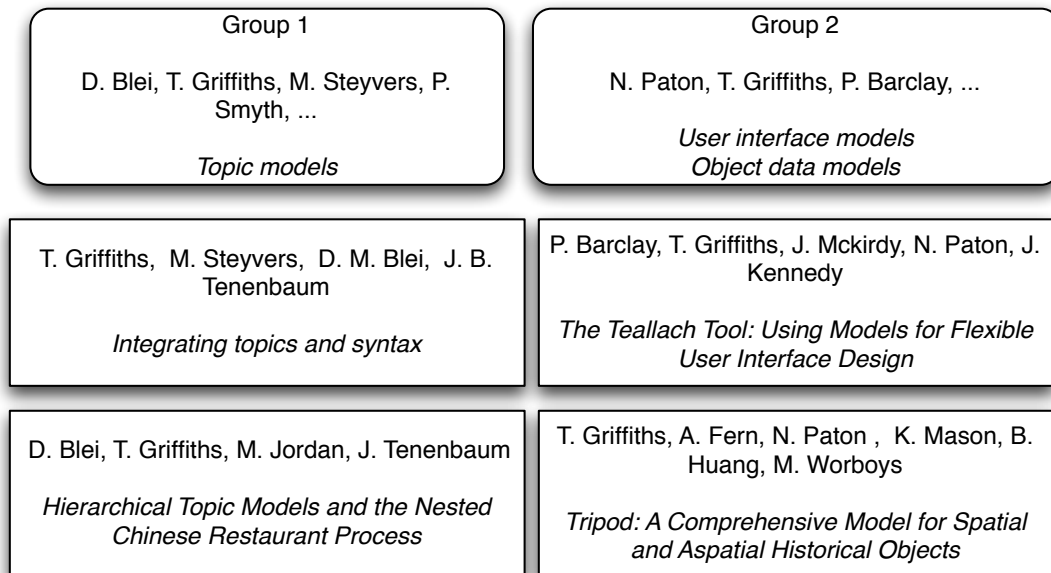 Group 1
D. Blei, T. Griffiths, M. Steyvers, P.
Smyth, ...
Topic models
Group 2
N. Paton, T. Griffiths, P. Barclay, ...
User interface models
Object data models
T. Griffiths,  M. Steyvers,  D. M. Blei,  J. B.
Tenenbaum
Integrating topics and syntax
P. Barclay, T. Griffiths, J. Mckirdy, N. Paton, J.
Kennedy
The Teallach Tool: Using Models for Flexible
User Interface Design
D. Blei, T. Griffiths, M. Jordan, J. Tenenbaum
Hierarchical Topic Models and the Nested
Chinese Restaurant Process
T. Griffiths, A. Fern, N. Paton ,  K. Mason, B.
Huang, M. Worboys
Tripod: A Comprehensive Model for Spatial
and Aspatial Historical Objects